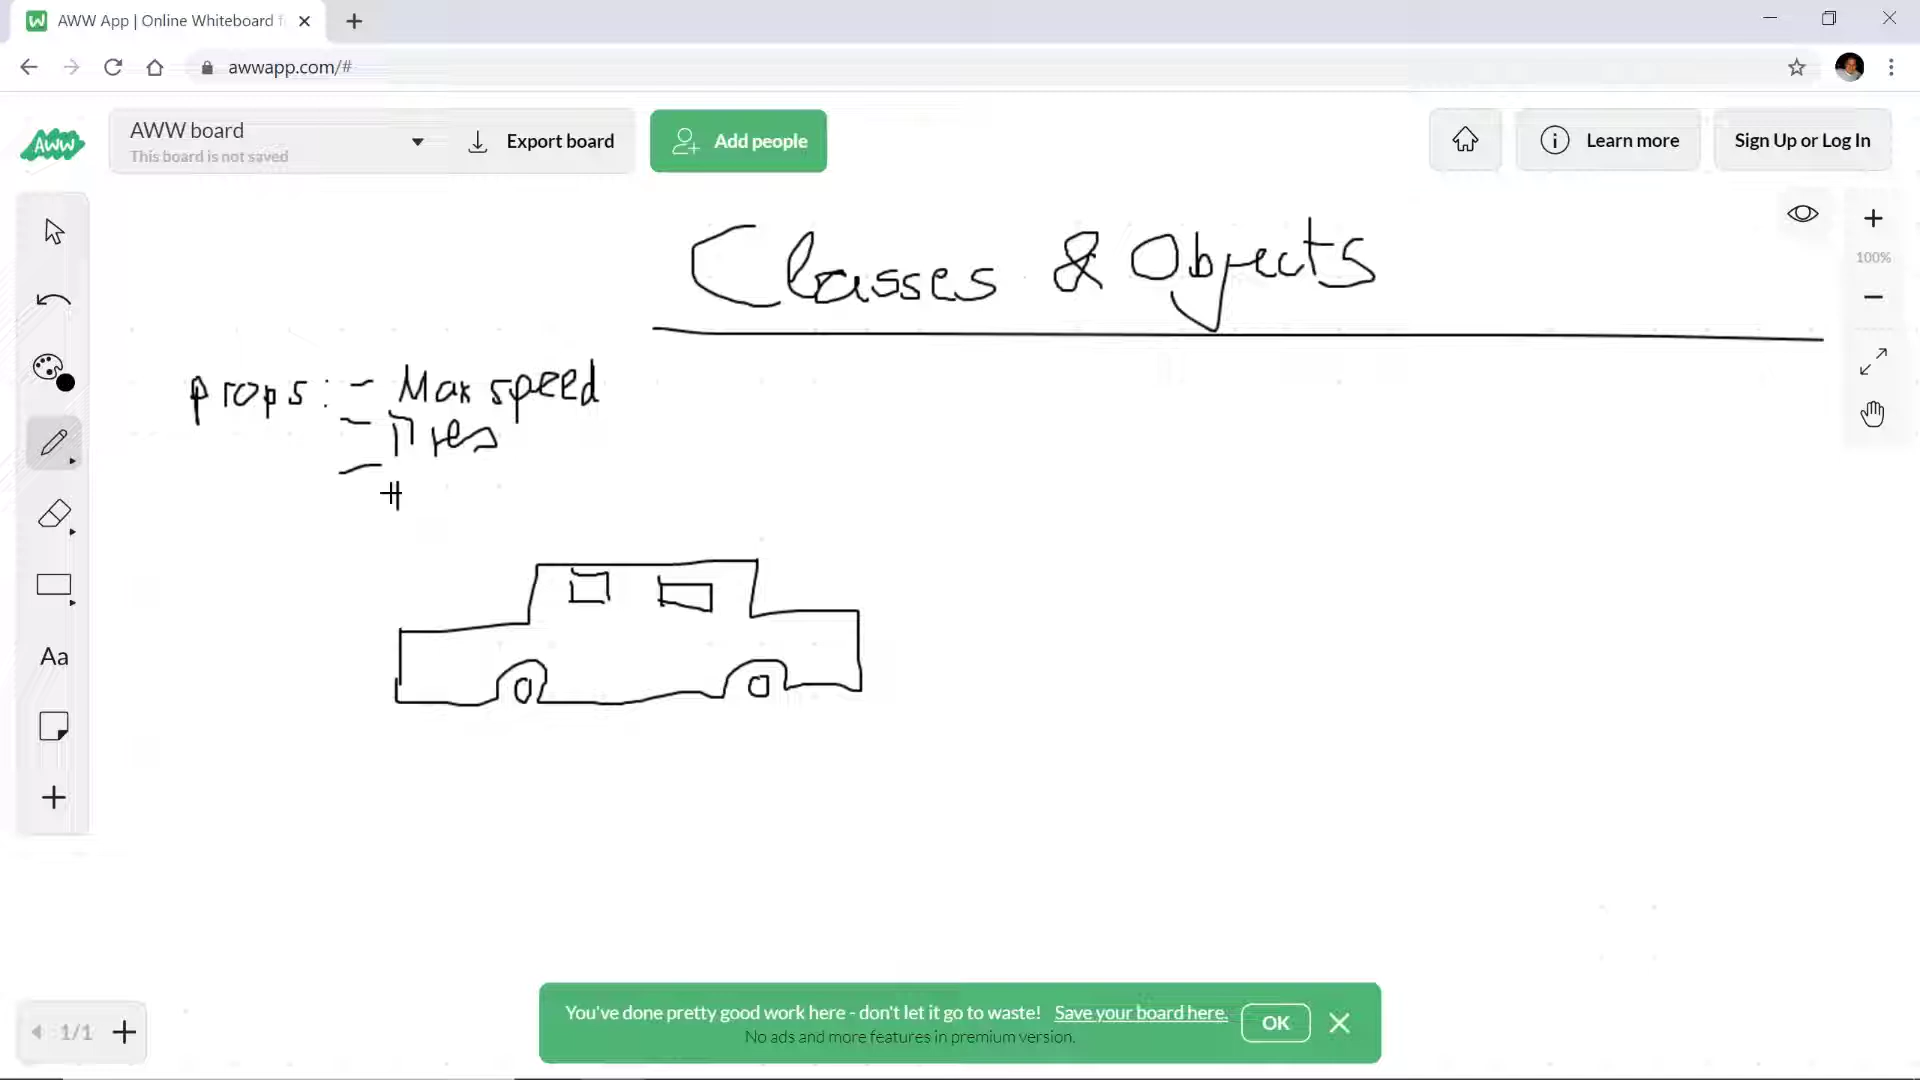 AWW App | Online Whiteboard f
awwapp.com/#
AWW
AWW board
This board is not saved
Export board
Add people
Learn more
Sign Up or Log In
100%
Classes & Objects
props: - Max speed
- Tires
-
Aa
1/1
You've done pretty good work here - don't let it go to waste! Save your board here.
No ads and more features in premium version.
OK